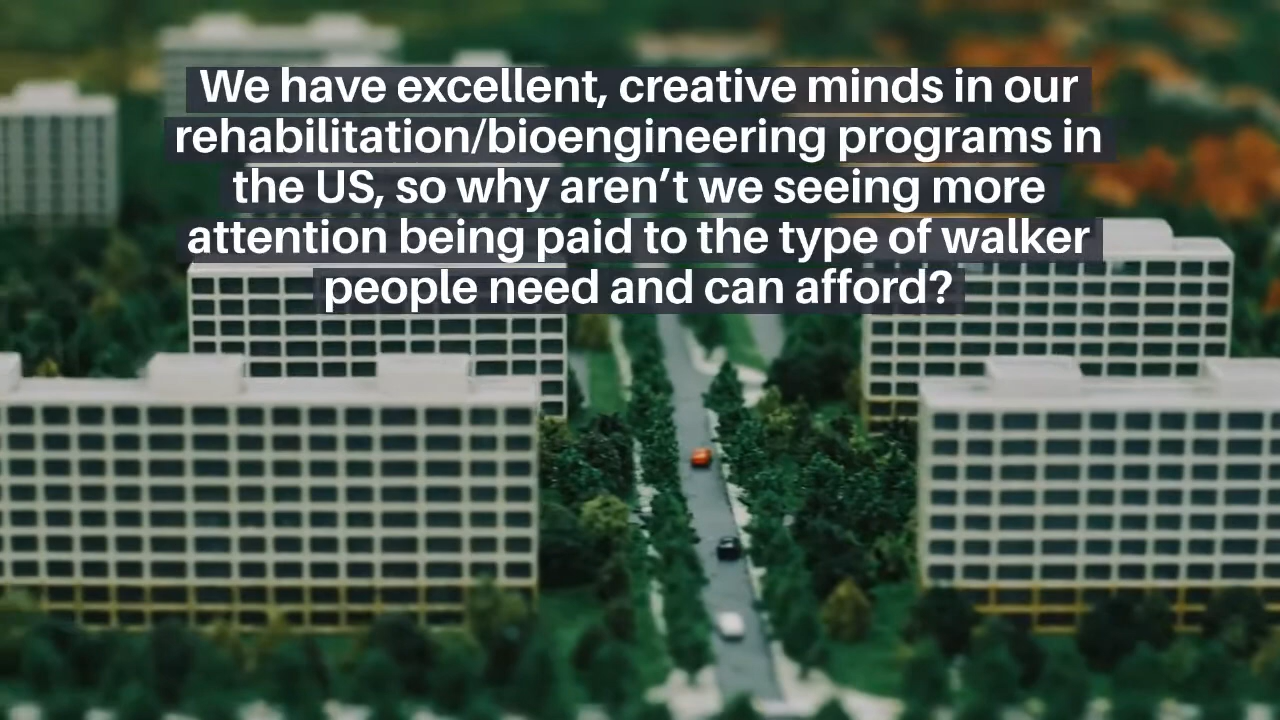 We have excellent, creative minds in our
rehabilitation/bioengineering programs in
the US, so why aren’t we seeing more
attention being paid to the type of walker
people need and can afford?